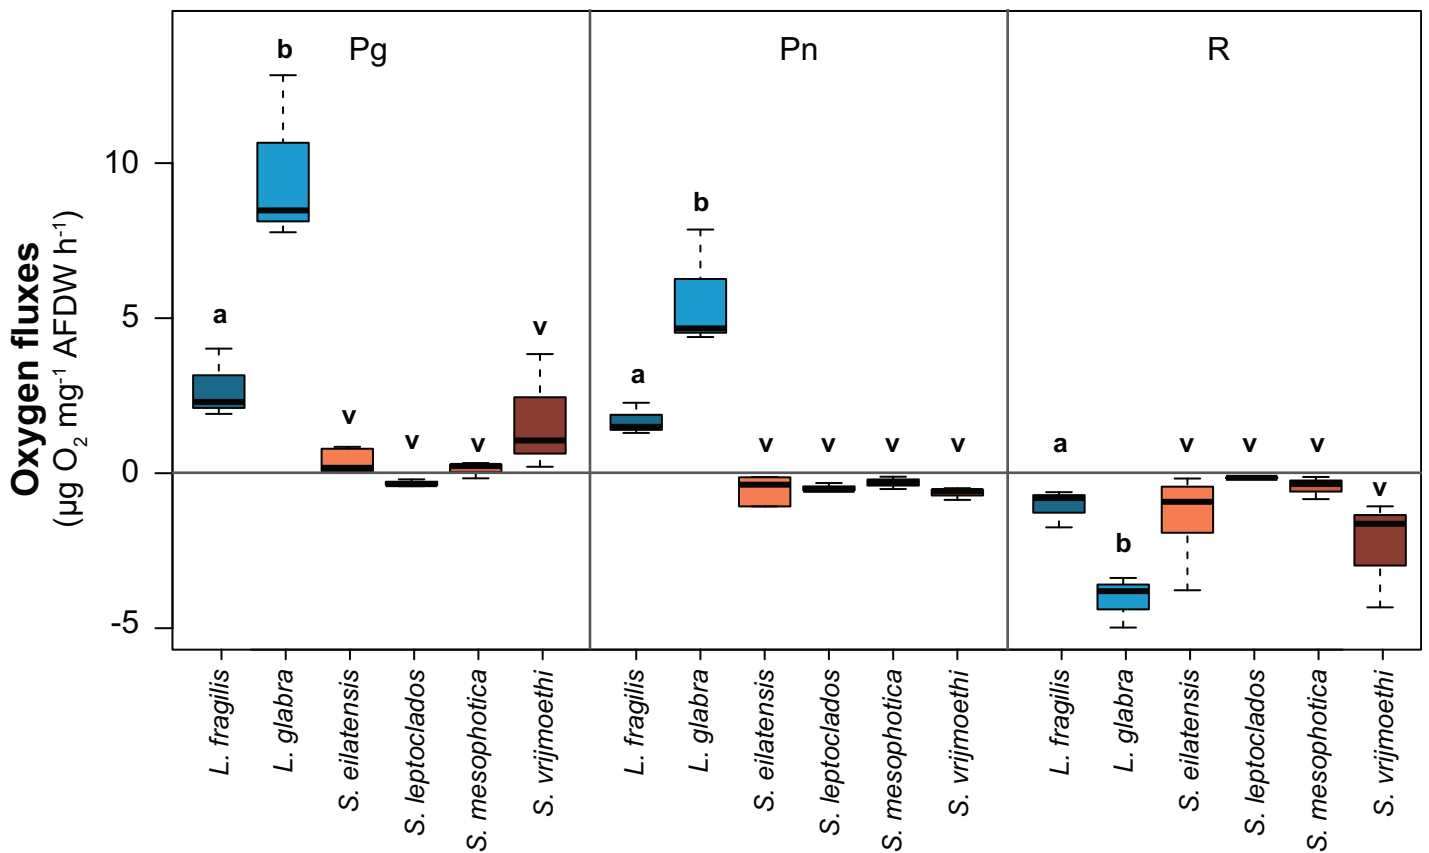 Pg Pn R
b
b
a
v
a
v
v
v
v v v v
a
v v v
v
b
10
5
0
-5
Oxygen fluxes
(µg O₂ mg⁻¹ AFDW h⁻¹)
L. fragilis
L. glabra
S. eilatensis
S. leptoclados
S. mesophotica
S. vrijmoethi
L. fragilis
L. glabra
S. eilatensis
S. leptoclados
S. mesophotica
S. vrijmoethi
L. fragilis
L. glabra
S. eilatensis
S. leptoclados
S. mesophotica
S. vrijmoethi